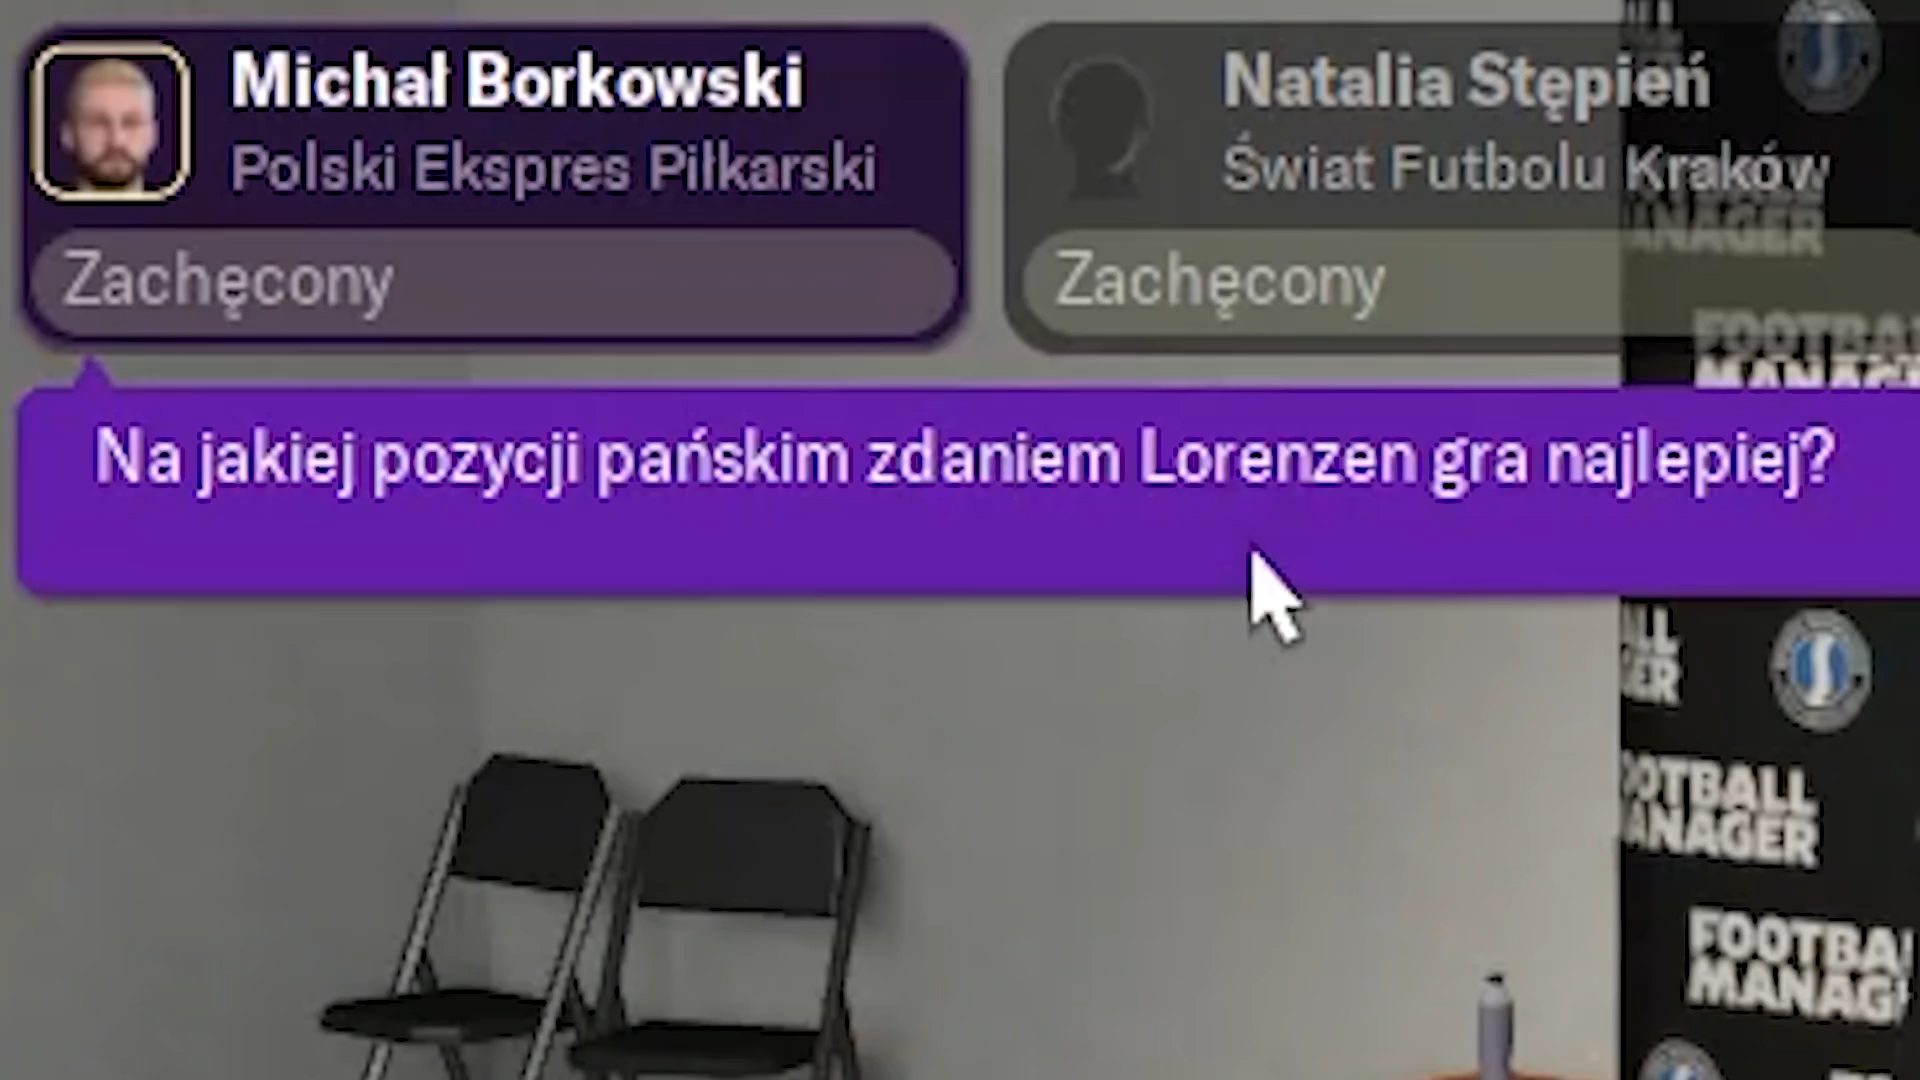 Michał Borkowski
Polski Ekspres Piłkarski
Zachęcony
Natalia Stępień
Świat Futbolu Kraków
Zachęcony
Na jakiej pozycji pańskim zdaniem Lorenzen gra najlepiej?
FOOTBALL
MANAGER